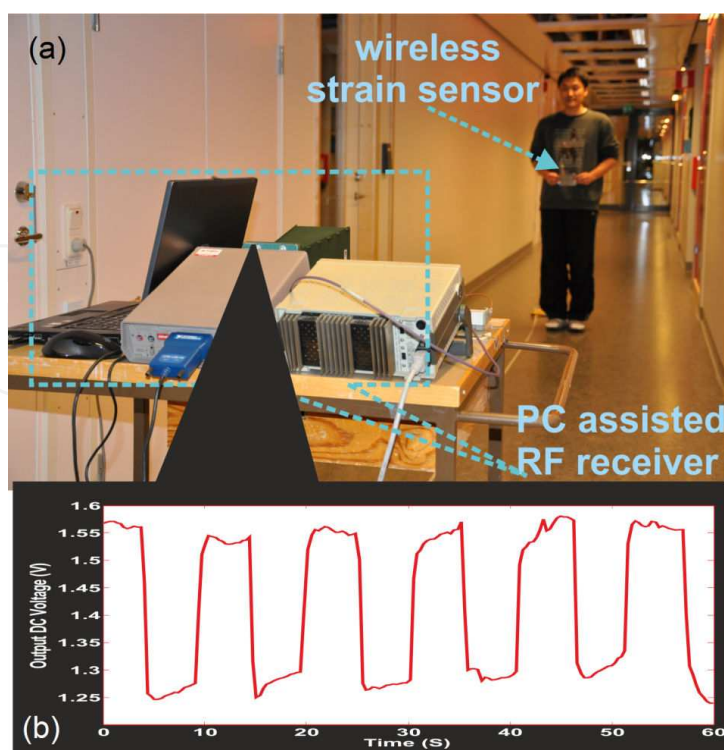 (a)
wireless
strain sensor
PC assisted
RF receiver
1.6
1.55
1.5
1.45
1.4
1.35
1.3
1.25
Output DC Voltage (V)
0
10
20
30
40
50
60
Time (S)
(b)